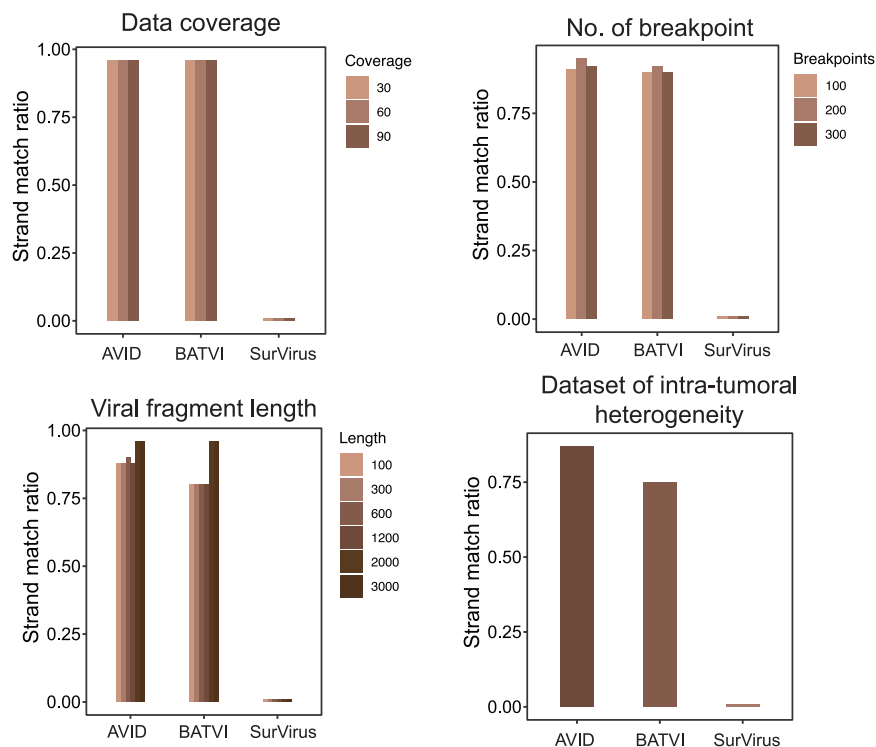 Data coverage
Strand match ratio
1.00
0.75
0.50
0.25
0.00
AVID BATVI SurVirus
Coverage
30
60
90
No. of breakpoint
Strand match ratio
0.75
0.50
0.25
0.00
AVID BATVI SurVirus
Breakpoints
100
200
300
Viral fragment length
Strand match ratio
1.00
0.75
0.50
0.25
0.00
AVID BATVI SurVirus
Length
100
300
600
1200
2000
3000
Dataset of intra-tumoral
heterogeneity
Strand match ratio
0.75
0.50
0.25
0.00
AVID BATVI SurVirus